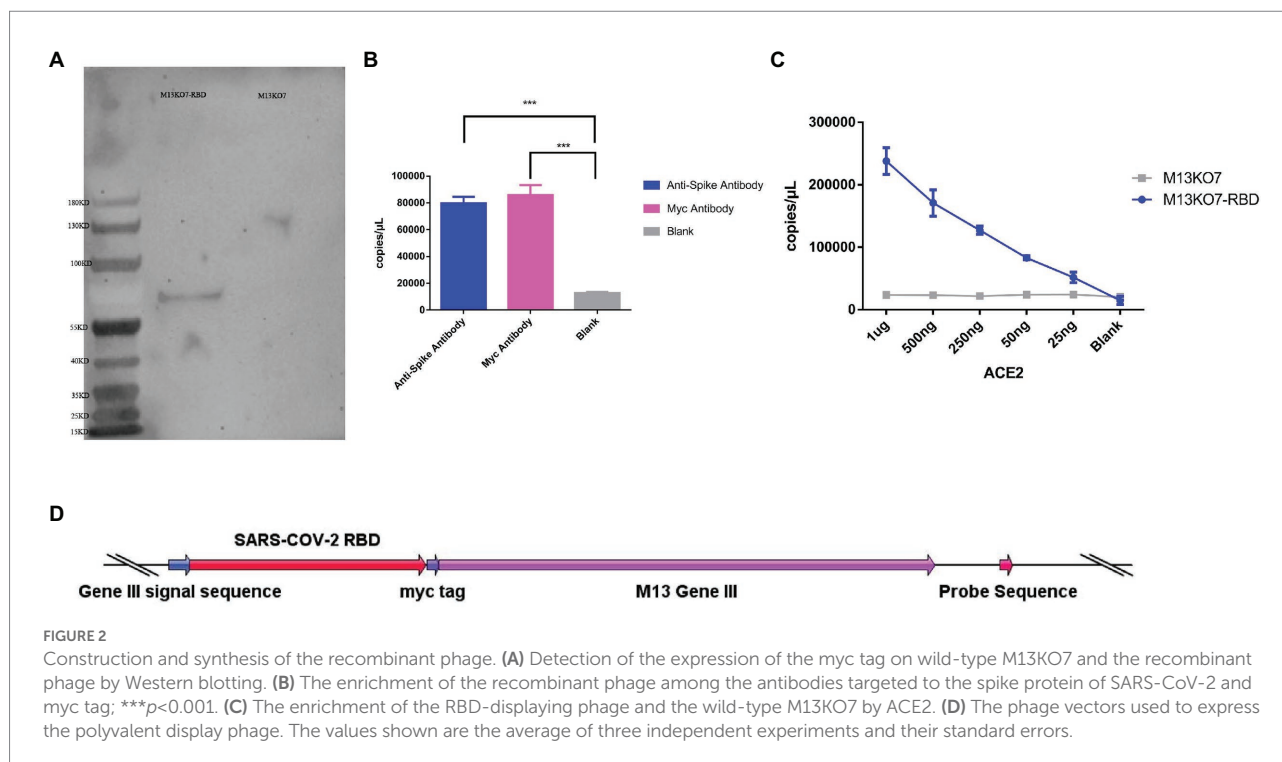 A
M13KO7-RBD
M13KO7
180KD
130KD
100KD
55KD
40KD
35KD
25KD
15KD
B
***
***
100000
80000
60000
40000
20000
0
copies/μL
Anti-Spike Antibody
Myc Antibody
Blank
Anti-Spike Antibody
Myc Antibody
Blank
C
300000
200000
100000
0
copies/μL
1ug
500ng
250ng
50ng
25ng
Blank
ACE2
M13KO7
M13KO7-RBD
D
SARS-COV-2 RBD
Gene III signal sequence
myc tag
M13 Gene III
Probe Sequence
FIGURE 2
Construction and synthesis of the recombinant phage. (A) Detection of the expression of the myc tag on wild-type M13KO7 and the recombinant
phage by Western blotting. (B) The enrichment of the recombinant phage among the antibodies targeted to the spike protein of SARS-CoV-2 and
myc tag; ***p<0.001. (C) The enrichment of the RBD-displaying phage and the wild-type M13KO7 by ACE2. (D) The phage vectors used to express
the polyvalent display phage. The values shown are the average of three independent experiments and their standard errors.